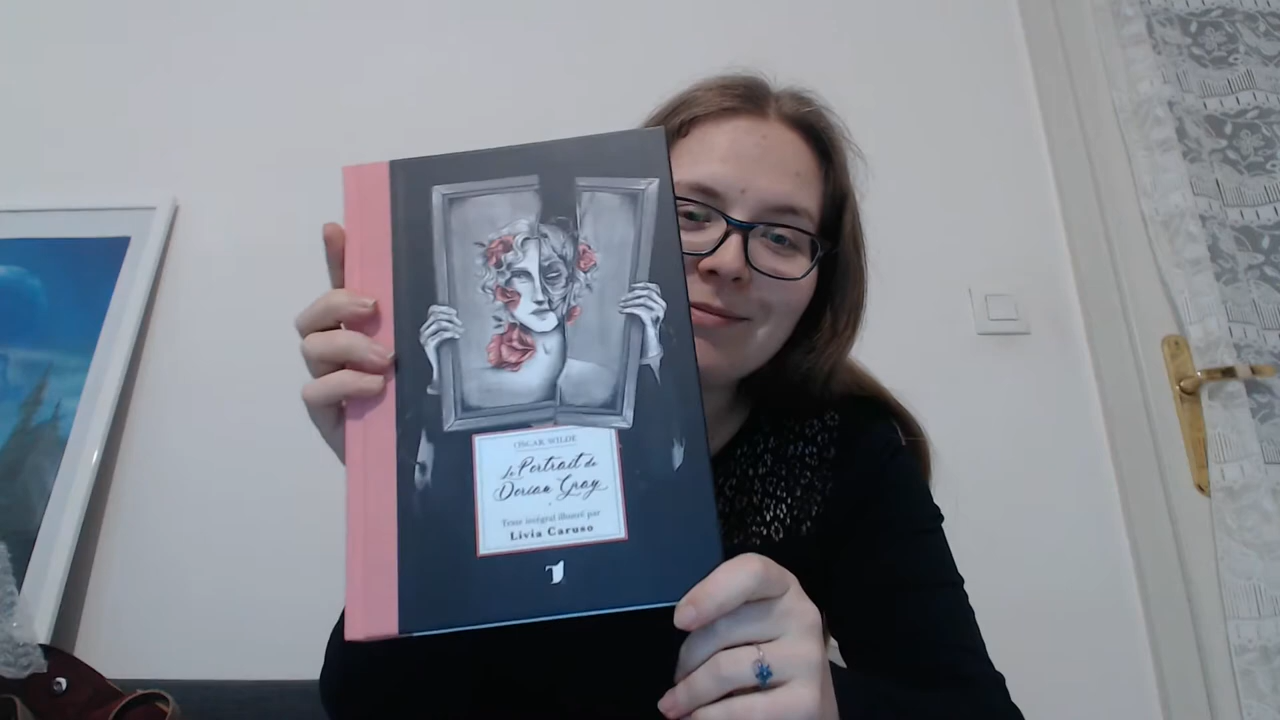 OSCAR WILDE
Le Portrait de
Dorian Gray
Texte intégral illustré par
Livia Caruso